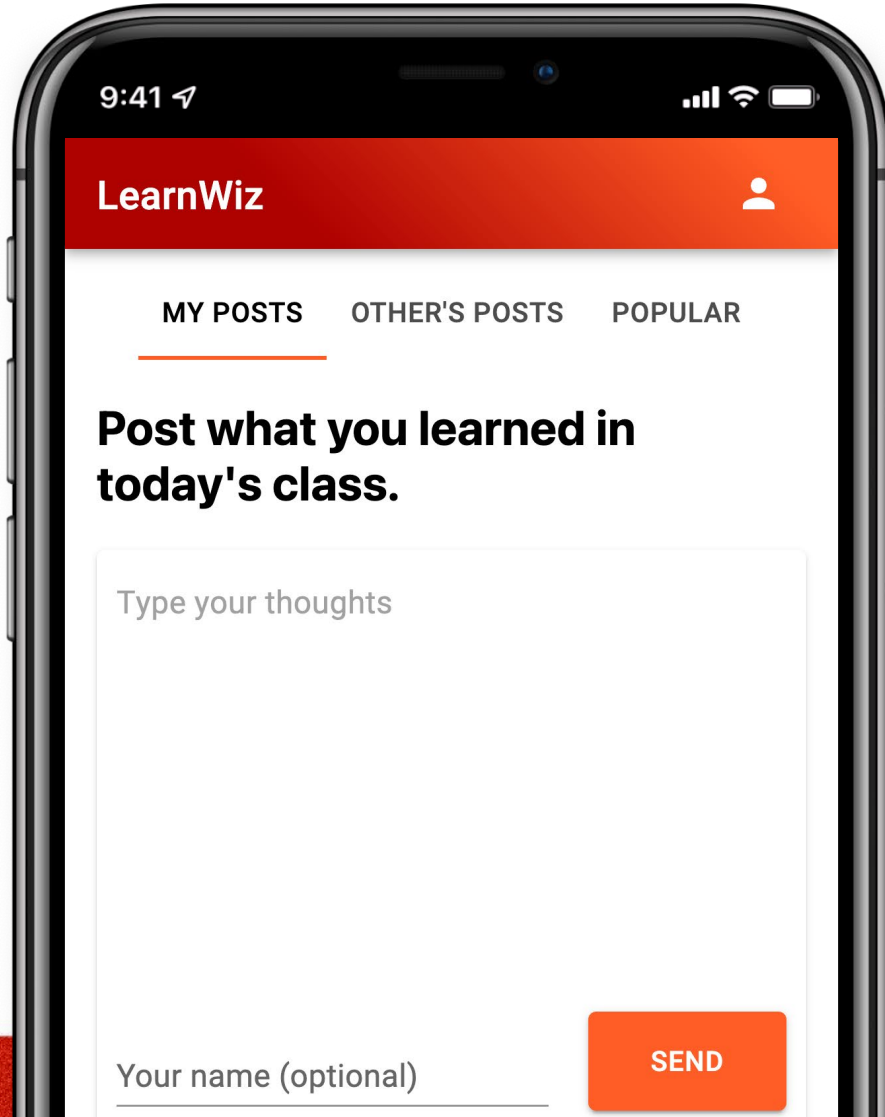 9:41
LearnWiz
MY POSTS OTHER'S POSTS POPULAR
Post what you learned in
today's class.
Type your thoughts
Your name (optional)
SEND